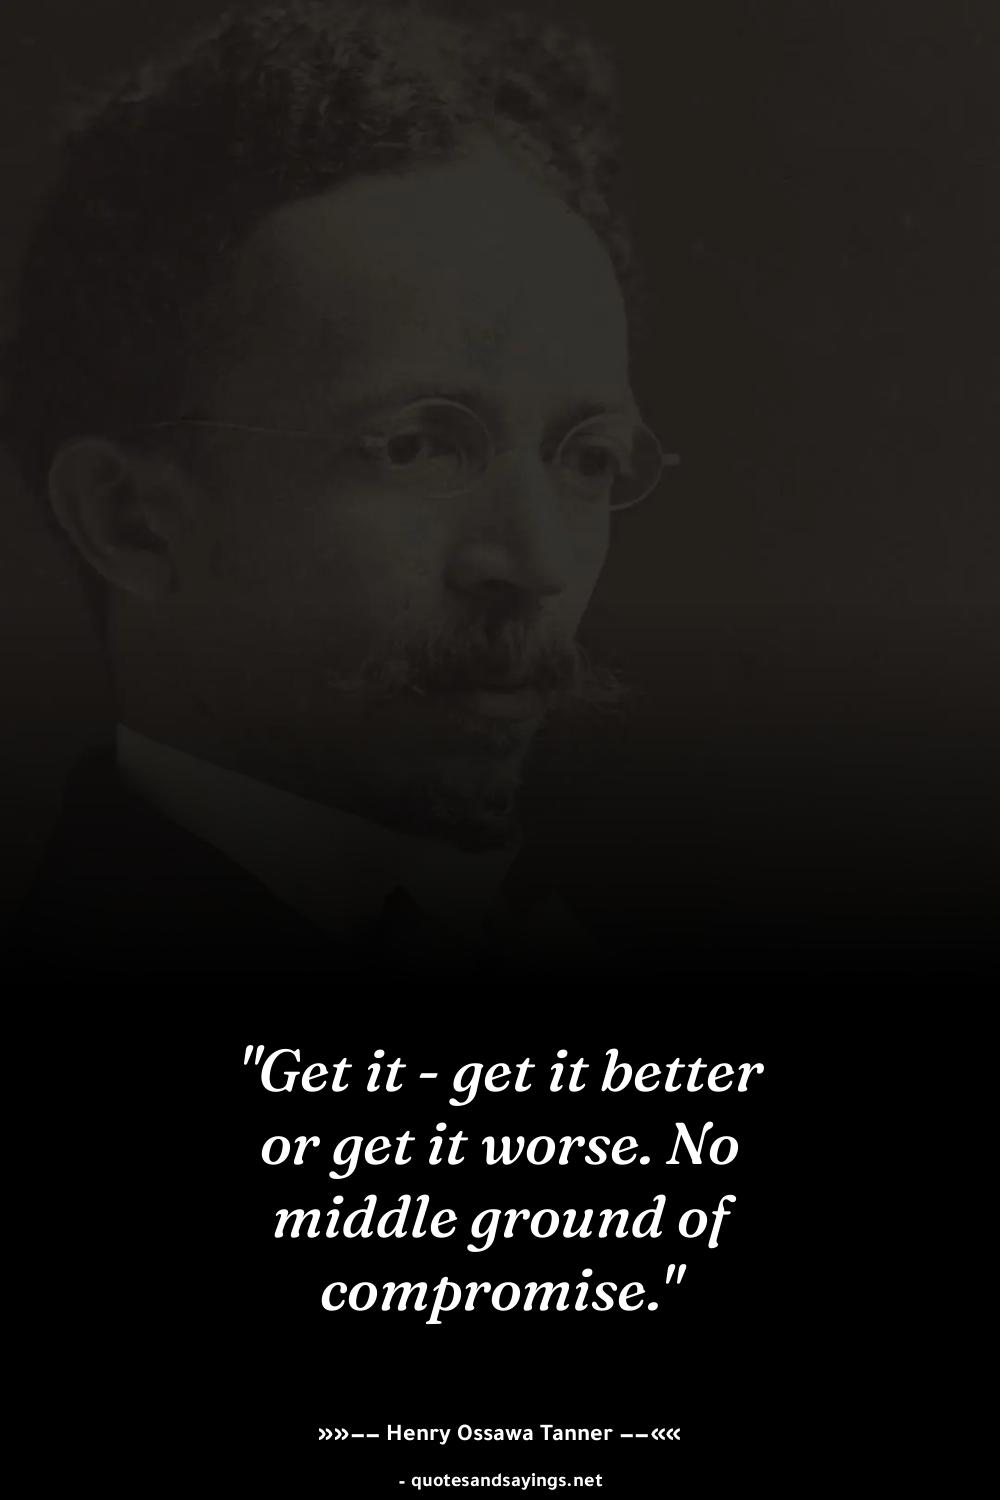 "Get it - get it better
or get it worse. No
middle ground of
compromise."
»»–– Henry Ossawa Tanner ––««
- quotesandsayings.net